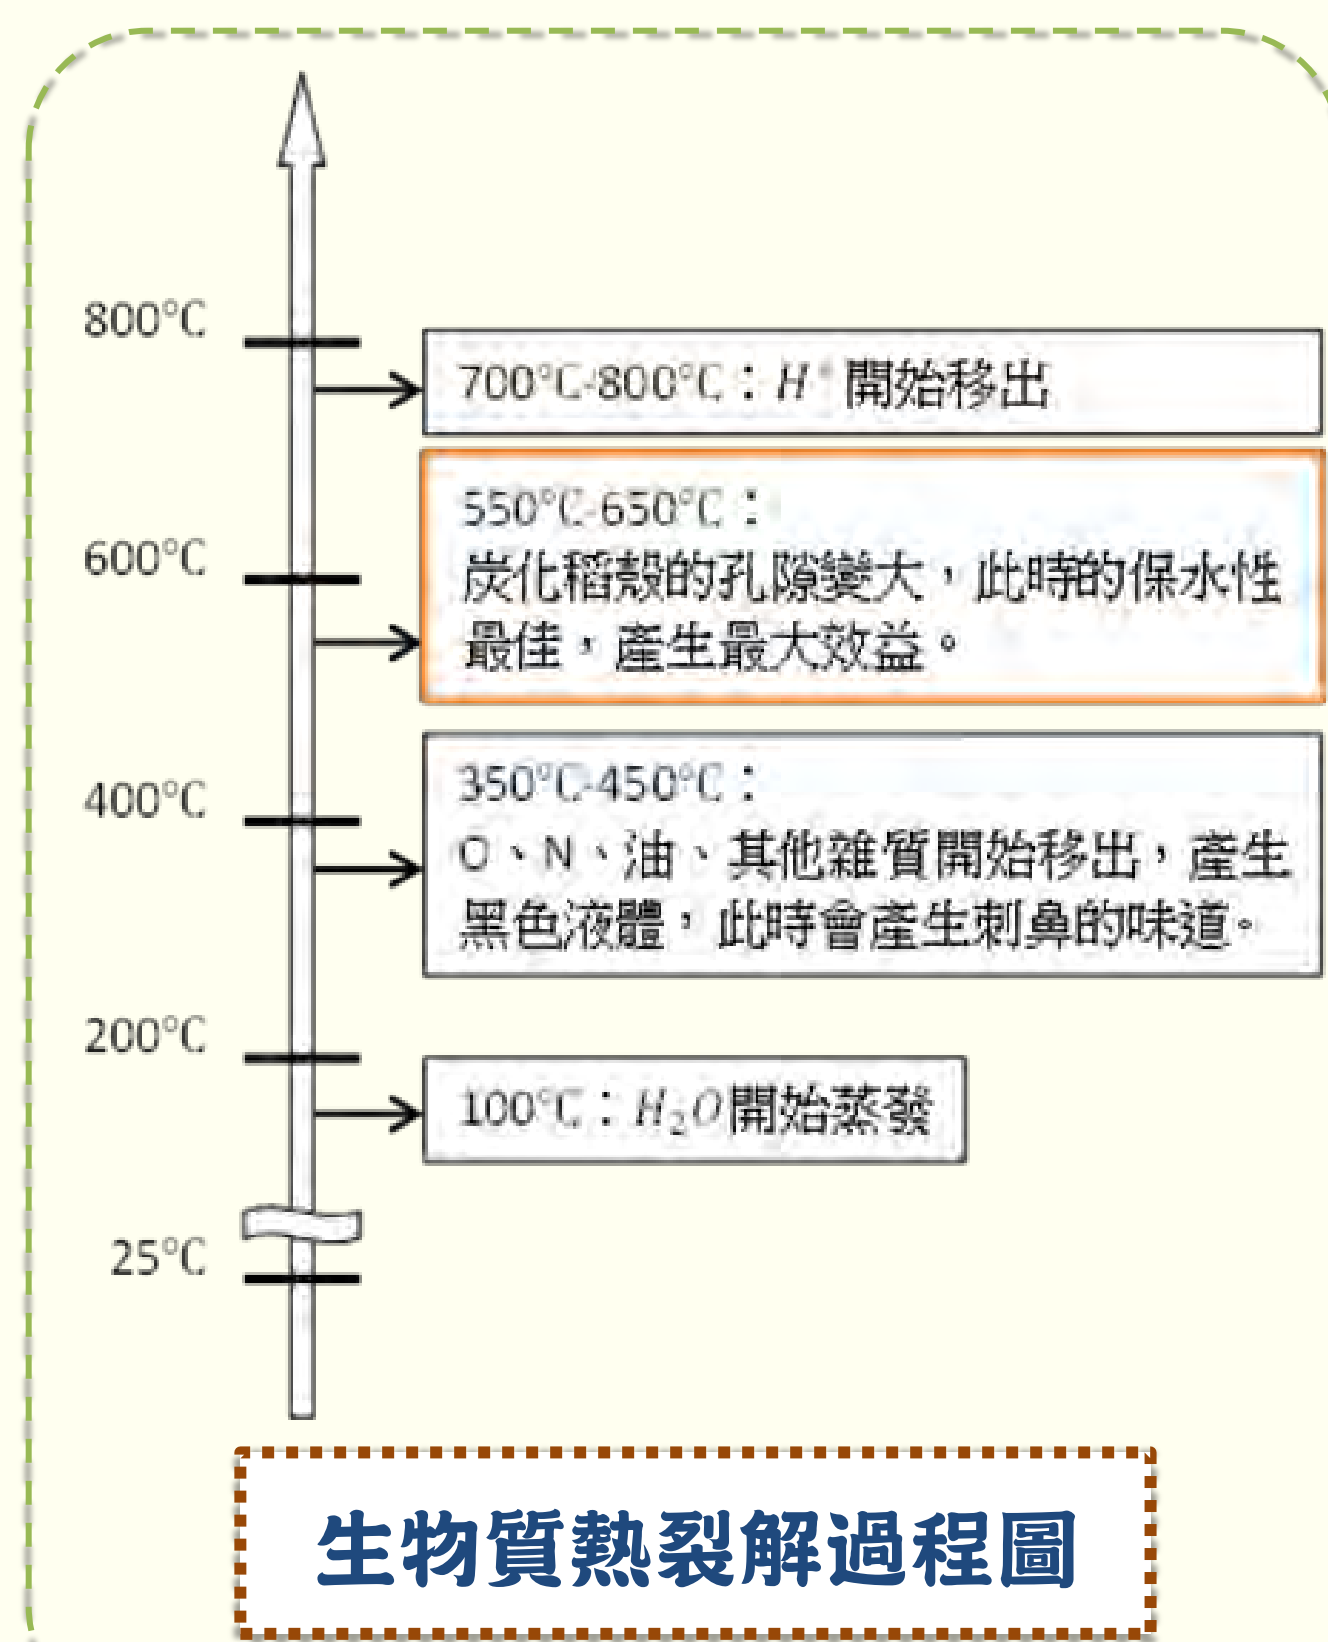 800°C
700°C-800°C：H⁺開始移出
550°C-650°C：
600°C
炭化稻殼的孔隙變大，此時的保水性
最佳，產生最大效益。
350°C-450°C：
400°C
O、N、油、其他雜質開始移出，產生
黑色液體，此時會產生刺鼻的味道。
200°C
100°C：H₂O開始蒸發
25°C
生物質熱裂解過程圖